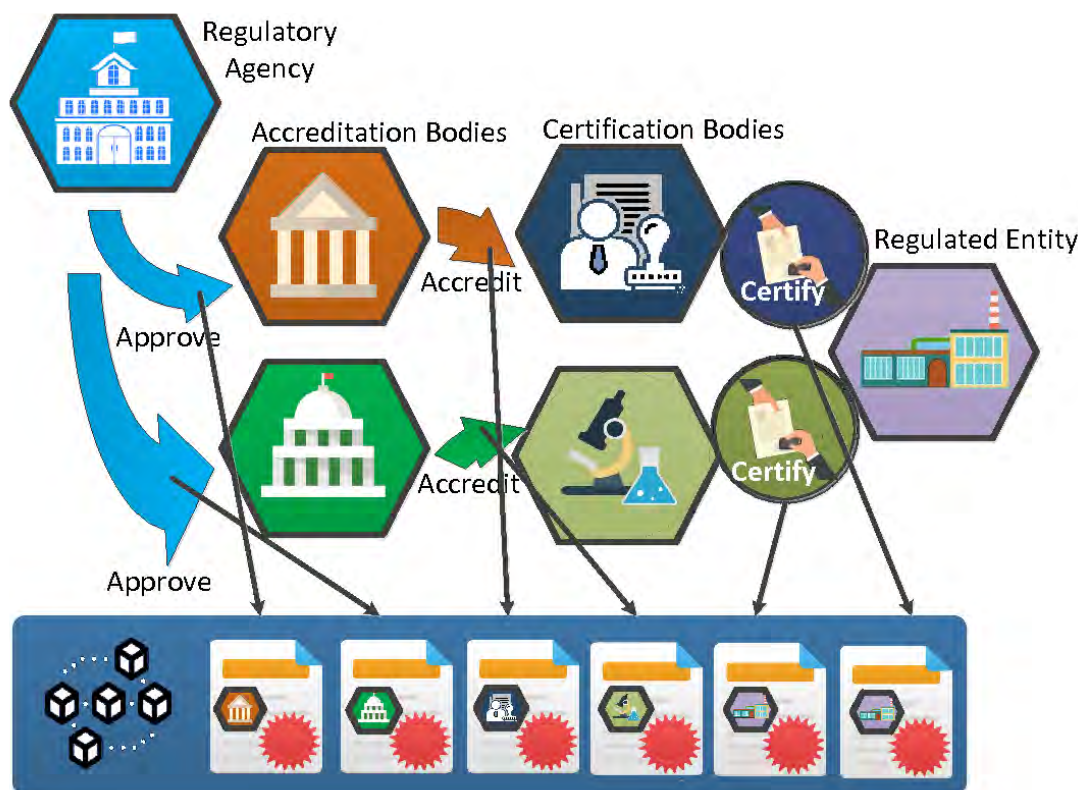 Regulatory
Agency
Accreditation Bodies
Certification Bodies
Regulated Entity
Approve
Accredit
Certify
Accredit
Certify
Approve